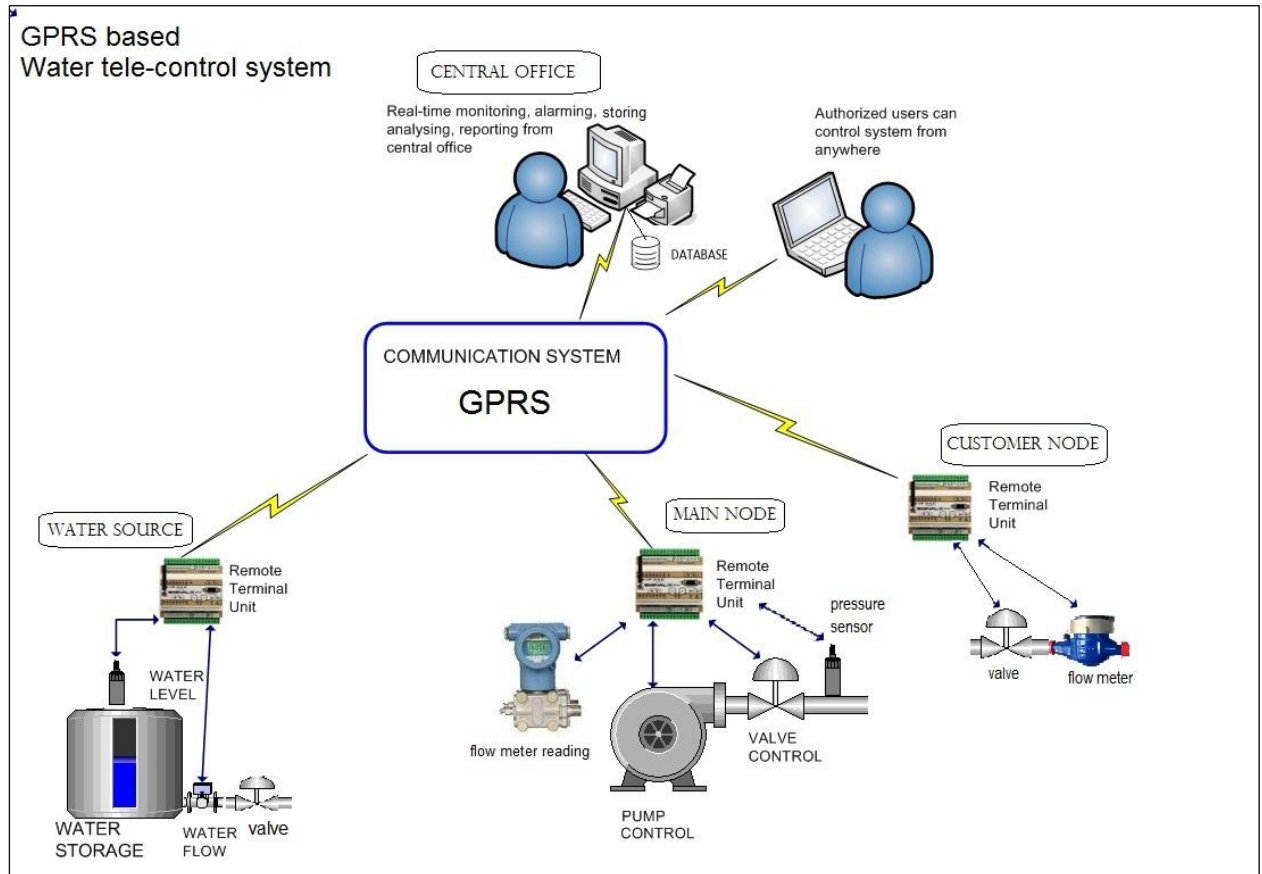 GPRS based
Water tele-control system
CENTRAL OFFICE
Real-time monitoring, alarming, storing
analysing, reporting from
central office
Authorized users can
control system from
anywhere
DATABASE
COMMUNICATION SYSTEM
GPRS
CUSTOMER NODE
Remote
Terminal
Unit
WATER SOURCE
Remote
Terminal
Unit
MAIN NODE
Remote
Terminal
Unit
pressure
sensor
valve
flow meter
WATER
LEVEL
flow meter reading
VALVE
CONTROL
PUMP
CONTROL
WATER
STORAGE
WATER
FLOW
valve